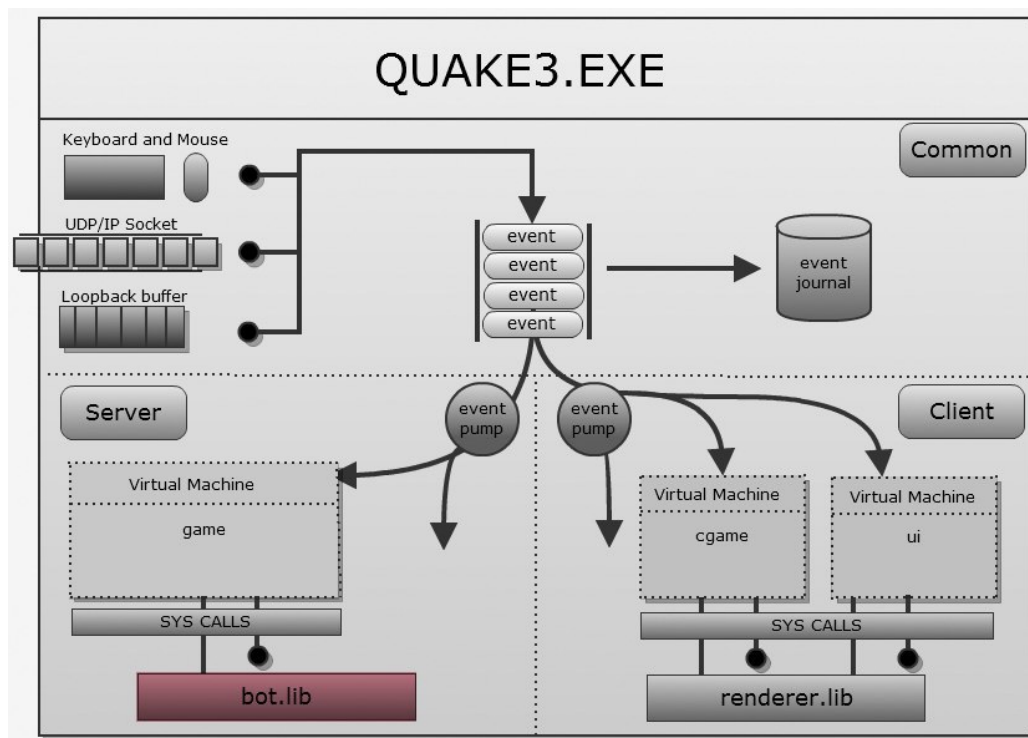 QUAKE3.EXE
Keyboard and Mouse
Common
UDP/IP Socket
Loopback buffer
event
event
event
event
event
journal
Server
event
pump
event
pump
Client
Virtual Machine
game
Virtual Machine
cgame
Virtual Machine
ui
SYS CALLS
SYS CALLS
bot.lib
renderer.lib